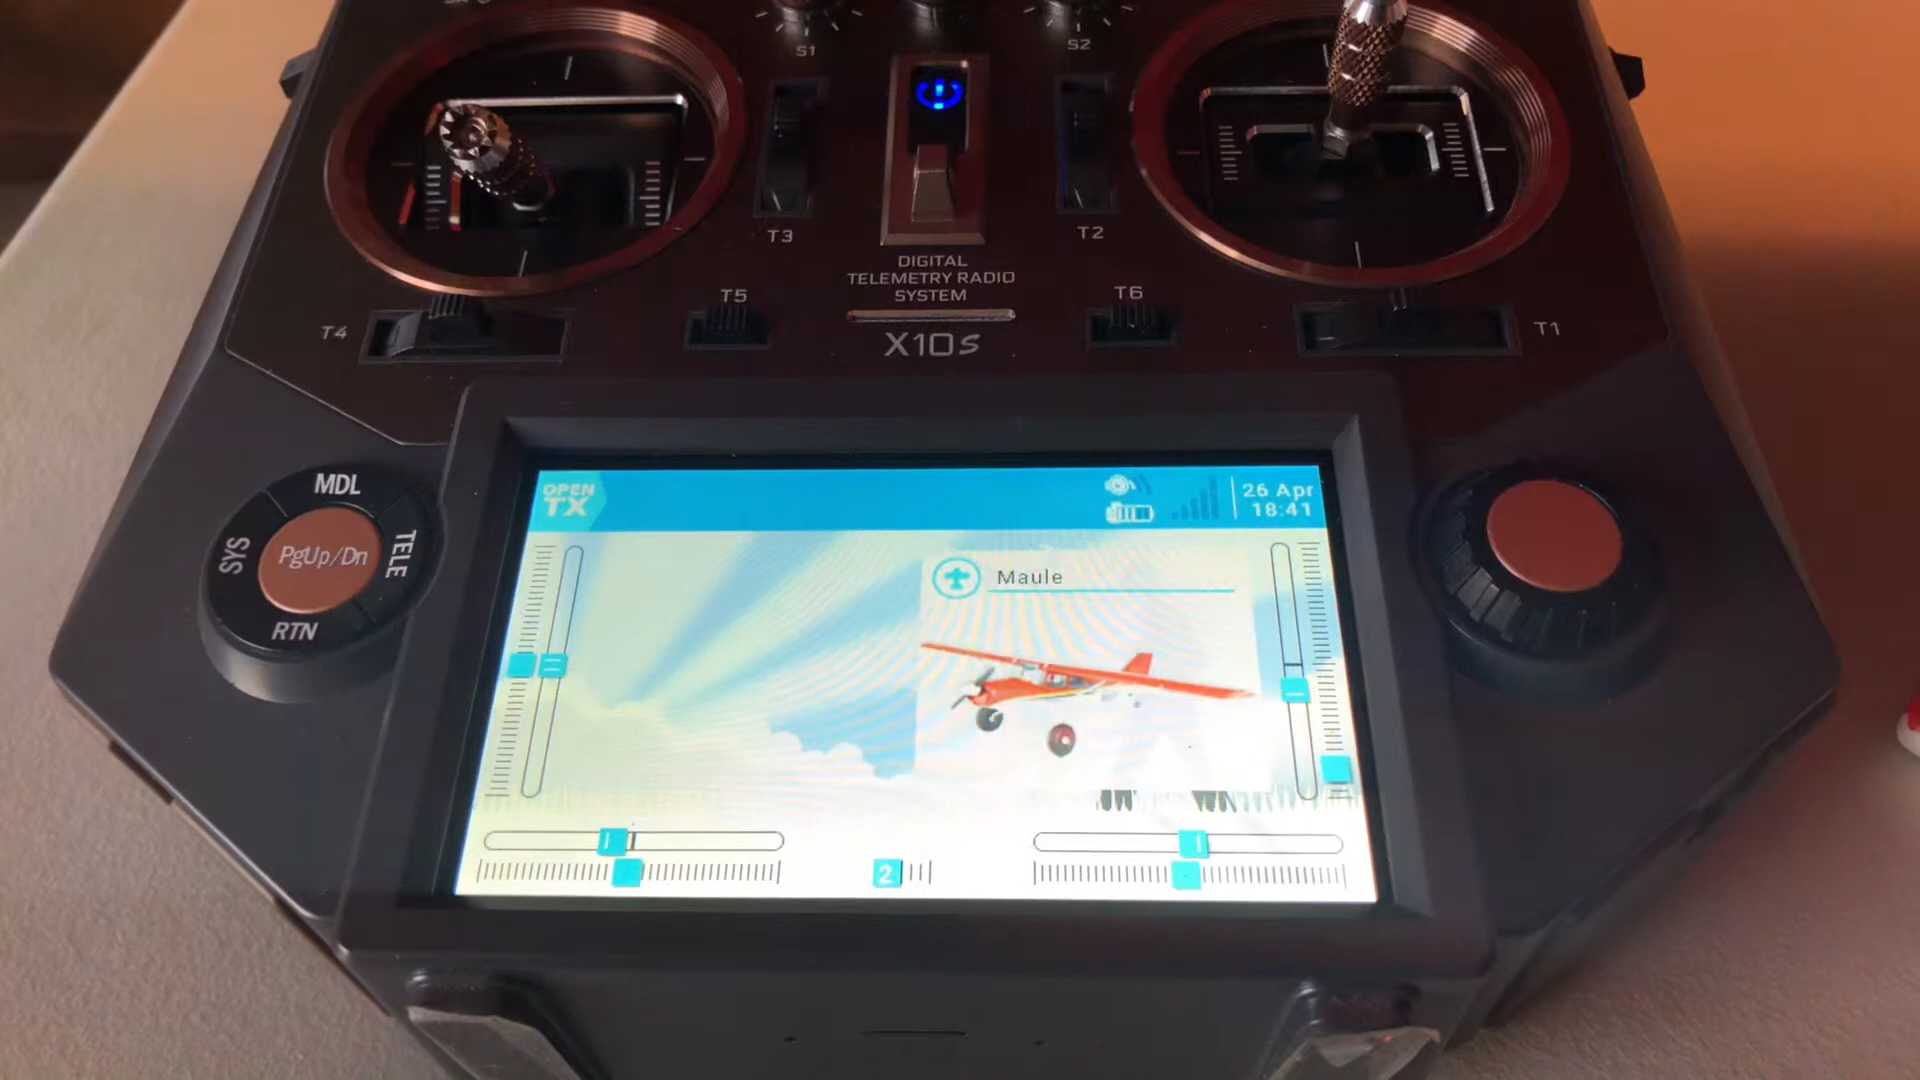 S1
S2
T3
T2
DIGITAL
TELEMETRY RADIO
SYSTEM
T5
T6
T4
X10S
T1
MDL
SYS
PgUp/Dn
TELE
RTN
OPEN
TX
26 Apr
18:41
Maule
2